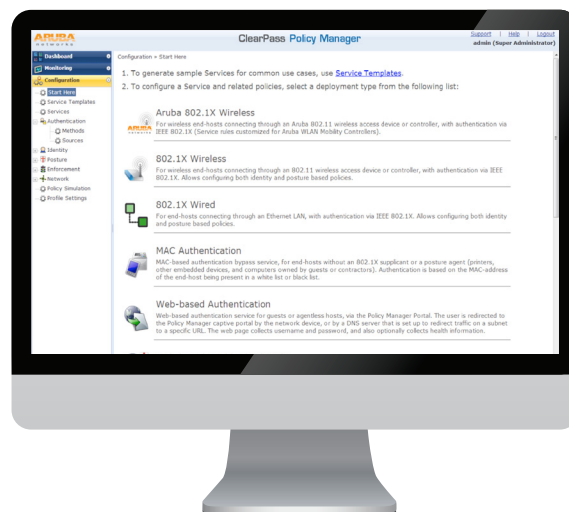 ARUBA
networks
ClearPass Policy Manager
Support | Help | Logout
admin (Super Administrator)
Dashboard
Monitoring
Configuration
Start Here
Service Templates
Services
Authentication
Methods
Sources
Identity
Posture
Enforcement
Network
Policy Simulation
Profile Settings
Configuration » Start Here
1. To generate sample Services for common use cases, use Service Templates.
2. To configure a Service and related policies, select a deployment type from the following list:
ARUBA
networks
Aruba 802.1X Wireless
For wireless end-hosts connecting through an Aruba 802.11 wireless access device or controller, with authentication via
IEEE 802.1X (Service rules customized for Aruba WLAN Mobility Controllers).
802.1X Wireless
For wireless end-hosts connecting through an 802.11 wireless access device or controller, with authentication via IEEE
802.1X. Allows configuring both identity and posture based policies.
802.1X Wired
For end-hosts connecting through an Ethernet LAN, with authentication via IEEE 802.1X. Allows configuring both identity
and posture based policies.
MAC Authentication
MAC-based authentication bypass service, for end-hosts without an 802.1X supplicant or a posture agent (printers,
other embedded devices, and computers owned by guests or contractors). Authentication is based on the MAC-address
of the end-host being present in a white list or black list.
Web-based Authentication
Web-based authentication service for guests or agentless hosts, via the Policy Manager Portal. The user is redirected to
the Policy Manager captive portal by the network device, or by a DNS server that is set up to redirect traffic on a subnet
to a specific URL. The web page collects username and password, and also optionally collects health information.